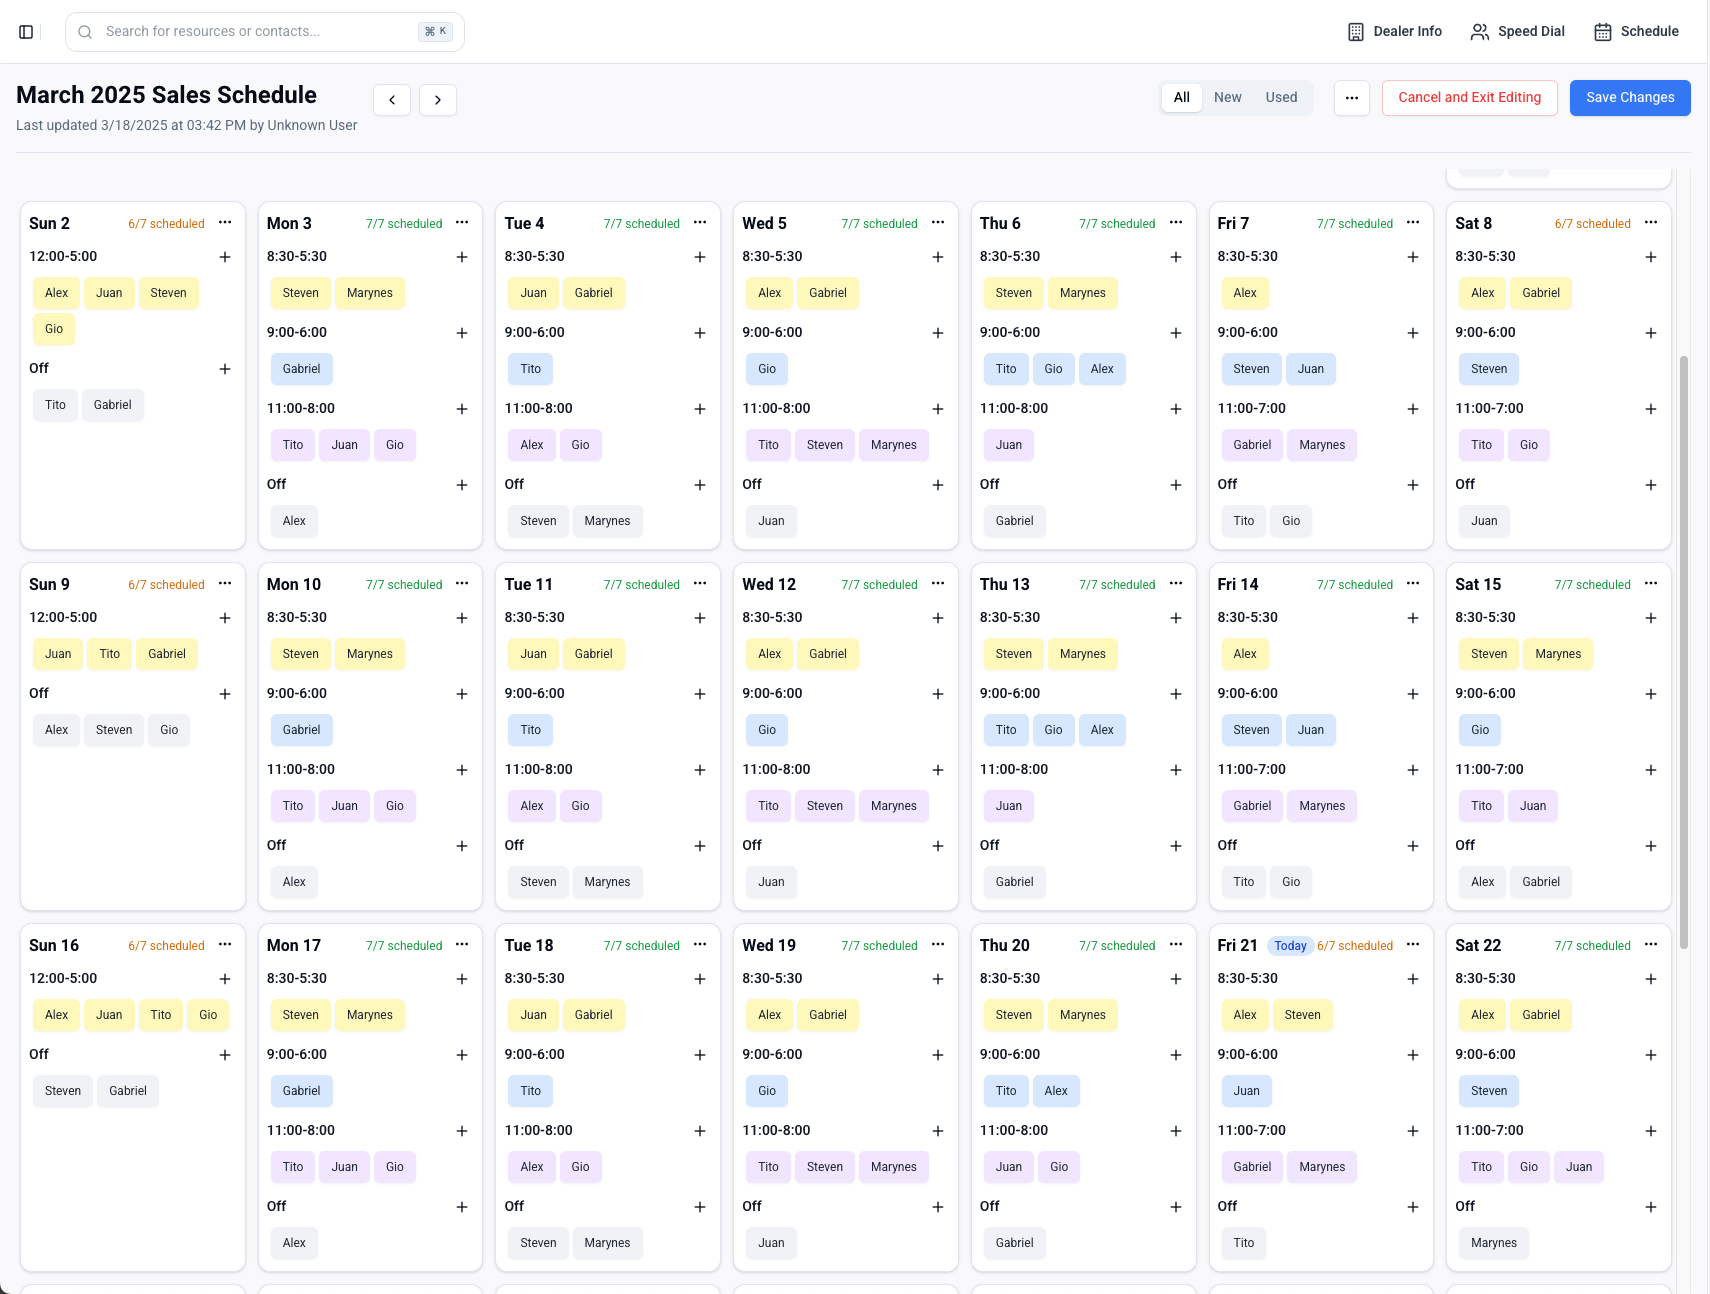 Search for resources or contacts... ⌘ K
Dealer Info Speed Dial Schedule
March 2025 Sales Schedule
Last updated 3/18/2025 at 03:42 PM by Unknown User
All New Used
Cancel and Exit Editing
Save Changes
Sun 2 6/7 scheduled
12:00-5:00
Alex Juan Steven
Gio
Off
Tito Gabriel
Mon 3 7/7 scheduled
8:30-5:30
Steven Marynes
9:00-6:00
Gabriel
11:00-8:00
Tito Juan Gio
Off
Alex
Tue 4 7/7 scheduled
8:30-5:30
Juan Gabriel
9:00-6:00
Tito
11:00-8:00
Alex Gio
Off
Steven Marynes
Wed 5 7/7 scheduled
8:30-5:30
Alex Gabriel
9:00-6:00
Gio
11:00-8:00
Tito Steven Marynes
Off
Juan
Thu 6 7/7 scheduled
8:30-5:30
Steven Marynes
9:00-6:00
Tito Gio Alex
11:00-8:00
Juan
Off
Gabriel
Fri 7 7/7 scheduled
8:30-5:30
Alex
9:00-6:00
Steven Juan
11:00-7:00
Gabriel Marynes
Off
Tito Gio
Sat 8 6/7 scheduled
8:30-5:30
Alex Gabriel
9:00-6:00
Steven
11:00-7:00
Tito Gio
Off
Juan
Sun 9 6/7 scheduled
12:00-5:00
Juan Tito Gabriel
Off
Alex Steven Gio
Mon 10 7/7 scheduled
8:30-5:30
Steven Marynes
9:00-6:00
Gabriel
11:00-8:00
Tito Juan Gio
Off
Alex
Tue 11 7/7 scheduled
8:30-5:30
Juan Gabriel
9:00-6:00
Tito
11:00-8:00
Alex Gio
Off
Steven Marynes
Wed 12 7/7 scheduled
8:30-5:30
Alex Gabriel
9:00-6:00
Gio
11:00-8:00
Tito Steven Marynes
Off
Juan
Thu 13 7/7 scheduled
8:30-5:30
Steven Marynes
9:00-6:00
Tito Gio Alex
11:00-8:00
Juan
Off
Gabriel
Fri 14 7/7 scheduled
8:30-5:30
Alex
9:00-6:00
Steven Juan
11:00-7:00
Gabriel Marynes
Off
Tito Gio
Sat 15 7/7 scheduled
8:30-5:30
Steven Marynes
9:00-6:00
Gio
11:00-7:00
Tito Juan
Off
Alex Gabriel
Sun 16 6/7 scheduled
12:00-5:00
Alex Juan Tito Gio
Off
Steven Gabriel
Mon 17 7/7 scheduled
8:30-5:30
Steven Marynes
9:00-6:00
Gabriel
11:00-8:00
Tito Juan Gio
Off
Alex
Tue 18 7/7 scheduled
8:30-5:30
Juan Gabriel
9:00-6:00
Tito
11:00-8:00
Alex Gio
Off
Steven Marynes
Wed 19 7/7 scheduled
8:30-5:30
Alex Gabriel
9:00-6:00
Gio
11:00-8:00
Tito Steven Marynes
Off
Juan
Thu 20 7/7 scheduled
8:30-5:30
Steven Marynes
9:00-6:00
Tito Alex
11:00-8:00
Juan Gio
Off
Gabriel
Fri 21 Today 6/7 scheduled
8:30-5:30
Alex Steven
9:00-6:00
Juan
11:00-7:00
Gabriel Marynes
Off
Tito
Sat 22 7/7 scheduled
8:30-5:30
Alex Gabriel
9:00-6:00
Steven
11:00-7:00
Tito Gio Juan
Off
Marynes